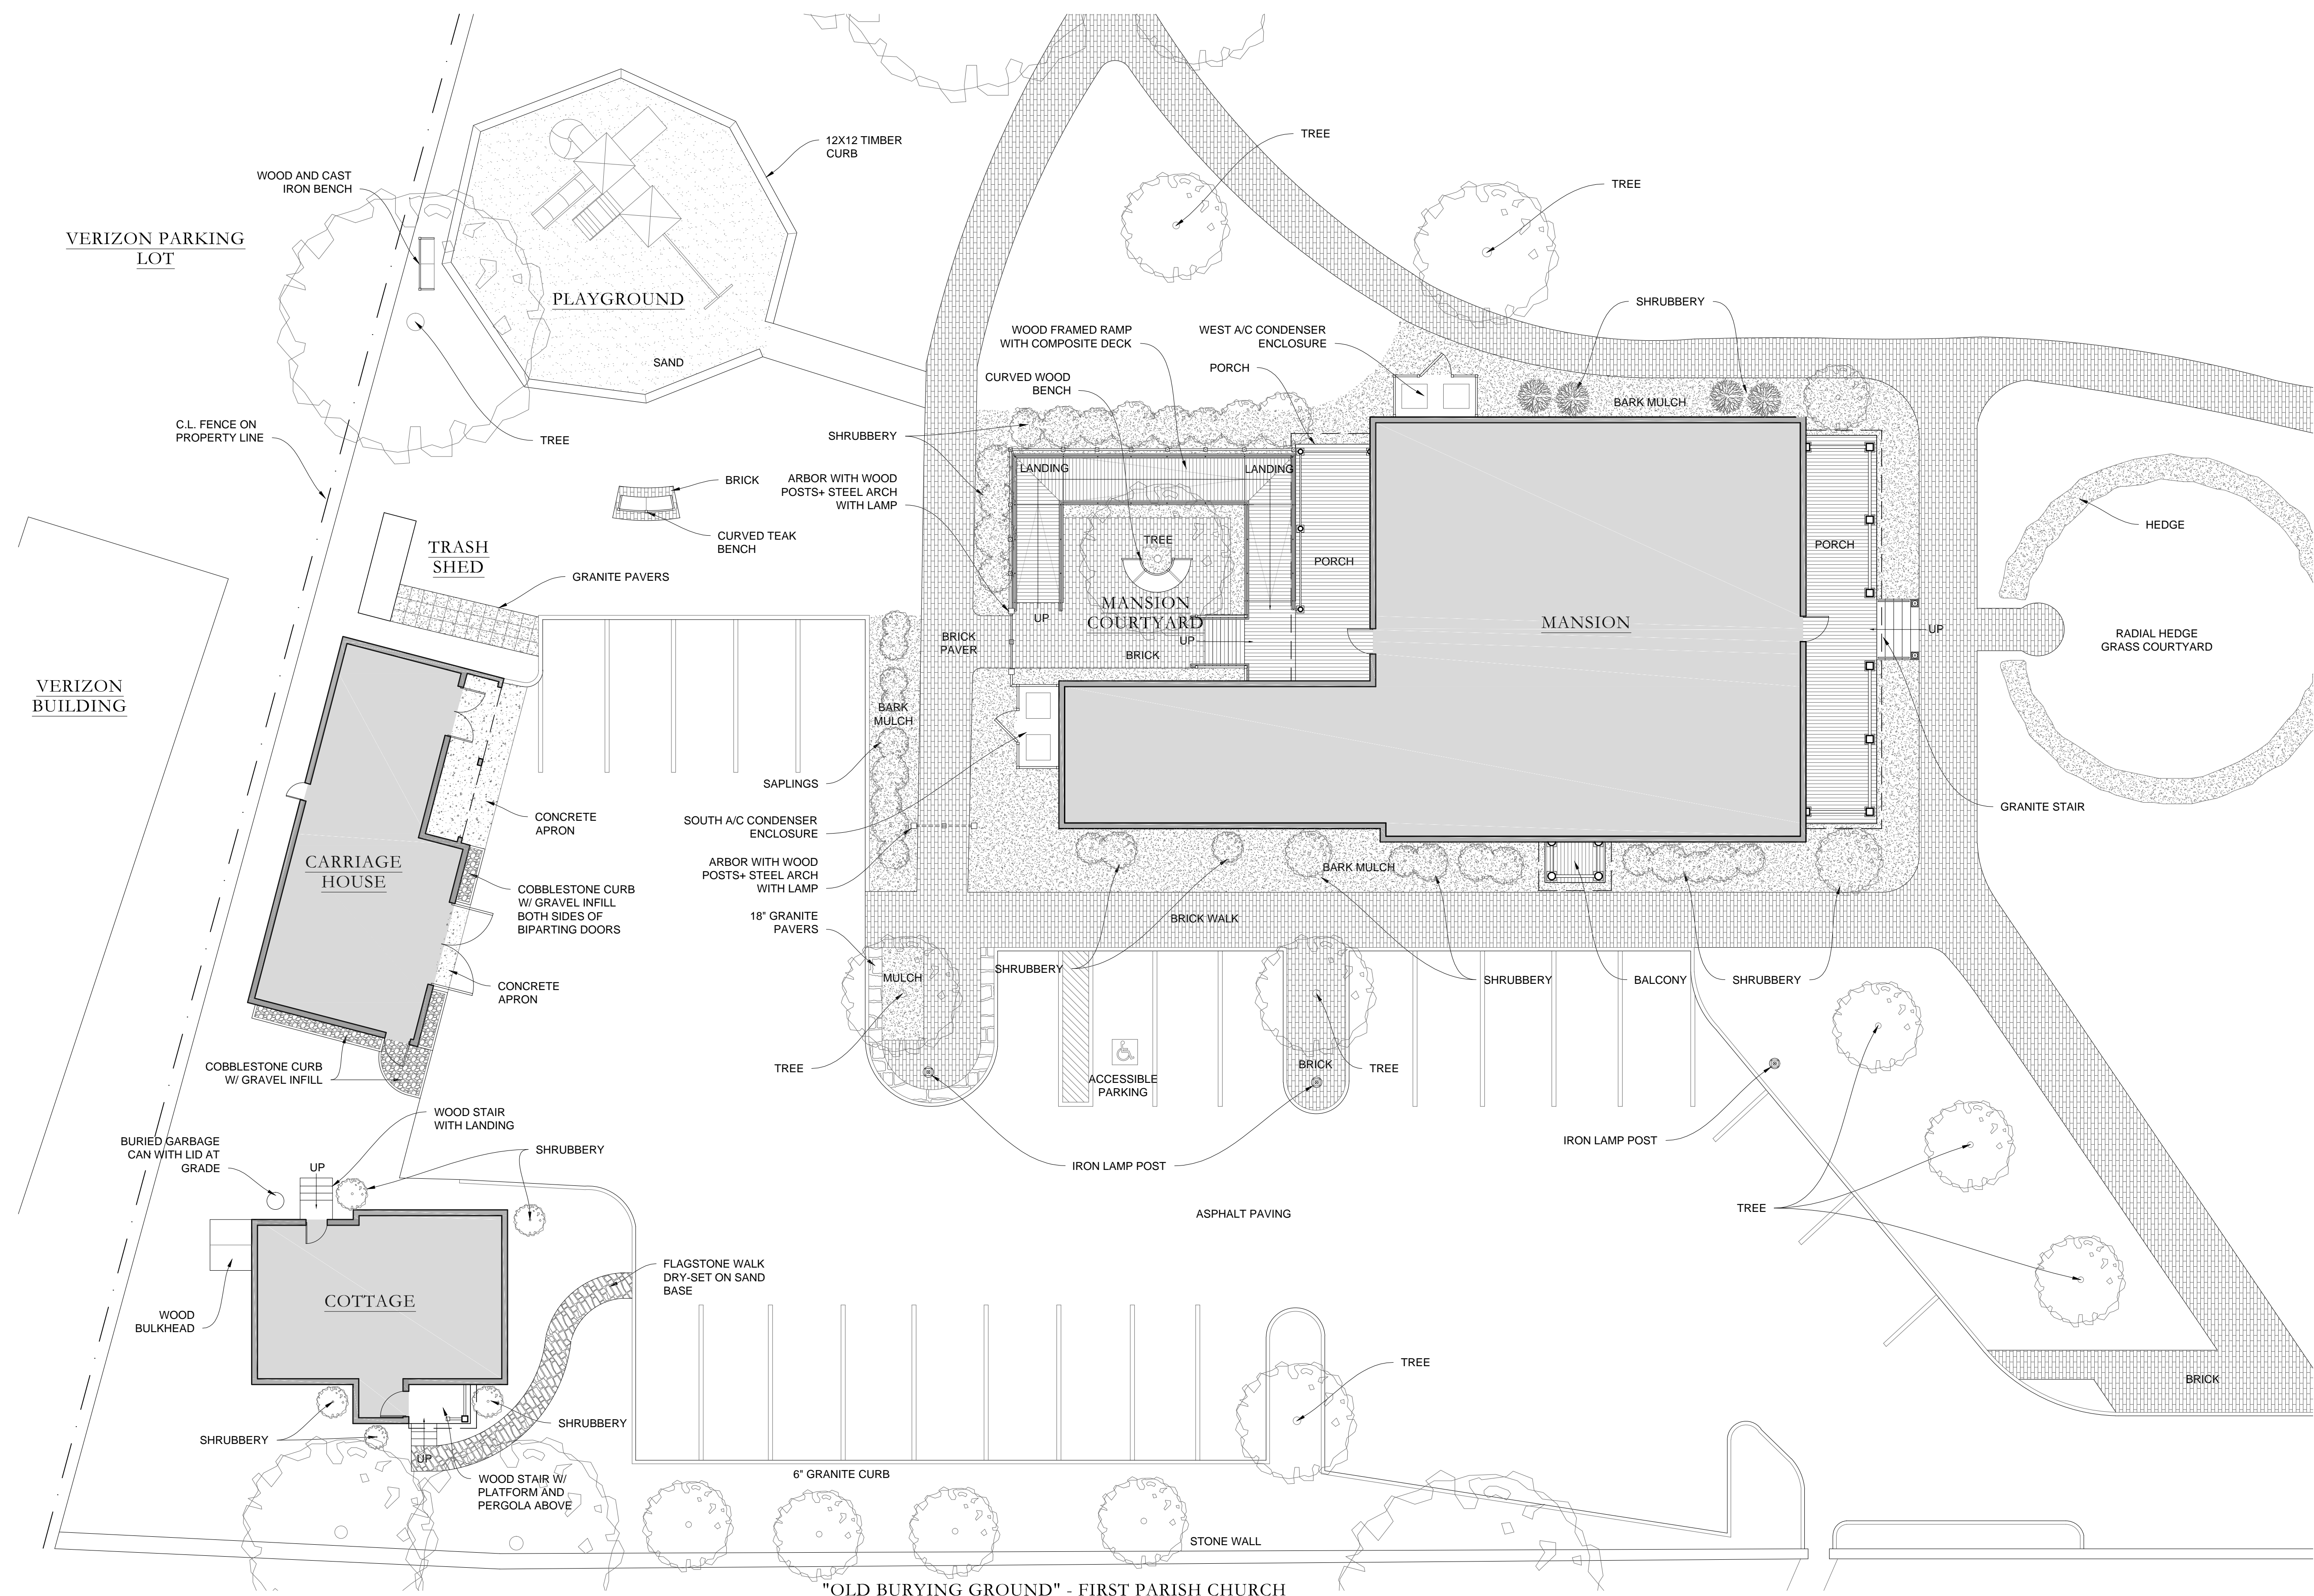 TREE
12X12 TIMBER
CURB
WOOD AND CAST
IRON BENCH
TREE
VERIZON PARKING
LOT
PLAYGROUND
SHRUBBERY
WOOD FRAMED RAMP
WITH COMPOSITE DECK
WEST A/C CONDENSER
ENCLOSURE
SAND
PORCH
CURVED WOOD
BENCH
BARK MULCH
C.L. FENCE ON
PROPERTY LINE
TREE
SHRUBBERY
LANDING
LANDING
BRICK
ARBOR WITH WOOD
POSTS+ STEEL ARCH
WITH LAMP
HEDGE
CURVED TEAK
BENCH
TREE
PORCH
TRASH
SHED
PORCH
GRANITE PAVERS
MANSION
COURTYARD
UP
UP
BRICK
BRICK
PAVER
MANSION
UP
RADIAL HEDGE
GRASS COURTYARD
VERIZON
BUILDING
BARK
MULCH
SAPLINGS
GRANITE STAIR
CONCRETE
APRON
SOUTH A/C CONDENSER
ENCLOSURE
CARRIAGE
HOUSE
ARBOR WITH WOOD
POSTS+ STEEL ARCH
WITH LAMP
BARK MULCH
COBBLESTONE CURB
W/ GRAVEL INFILL
BOTH SIDES OF
BIPARTING DOORS
18" GRANITE
PAVERS
BRICK WALK
MULCH
SHRUBBERY
SHRUBBERY
BALCONY
SHRUBBERY
CONCRETE
APRON
COBBLESTONE CURB
W/ GRAVEL INFILL
TREE
BRICK
TREE
ACCESSIBLE
PARKING
WOOD STAIR
WITH LANDING
BURIED GARBAGE
CAN WITH LID AT
GRADE
UP
SHRUBBERY
IRON LAMP POST
IRON LAMP POST
TREE
ASPHALT PAVING
FLAGSTONE WALK
DRY-SET ON SAND
BASE
COTTAGE
WOOD
BULKHEAD
TREE
BRICK
SHRUBBERY
SHRUBBERY
UP
WOOD STAIR W/
PLATFORM AND
PERGOLA ABOVE
6" GRANITE CURB
STONE WALL
"OLD BURYING GROUND" - FIRST PARISH CHURCH